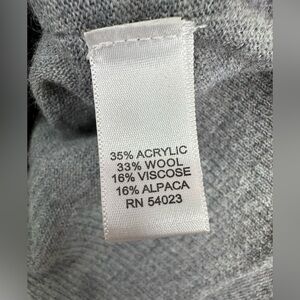 35% ACRYLIC
33% WOOL
16% VISCOSE
16% ALPACA
RN 54023